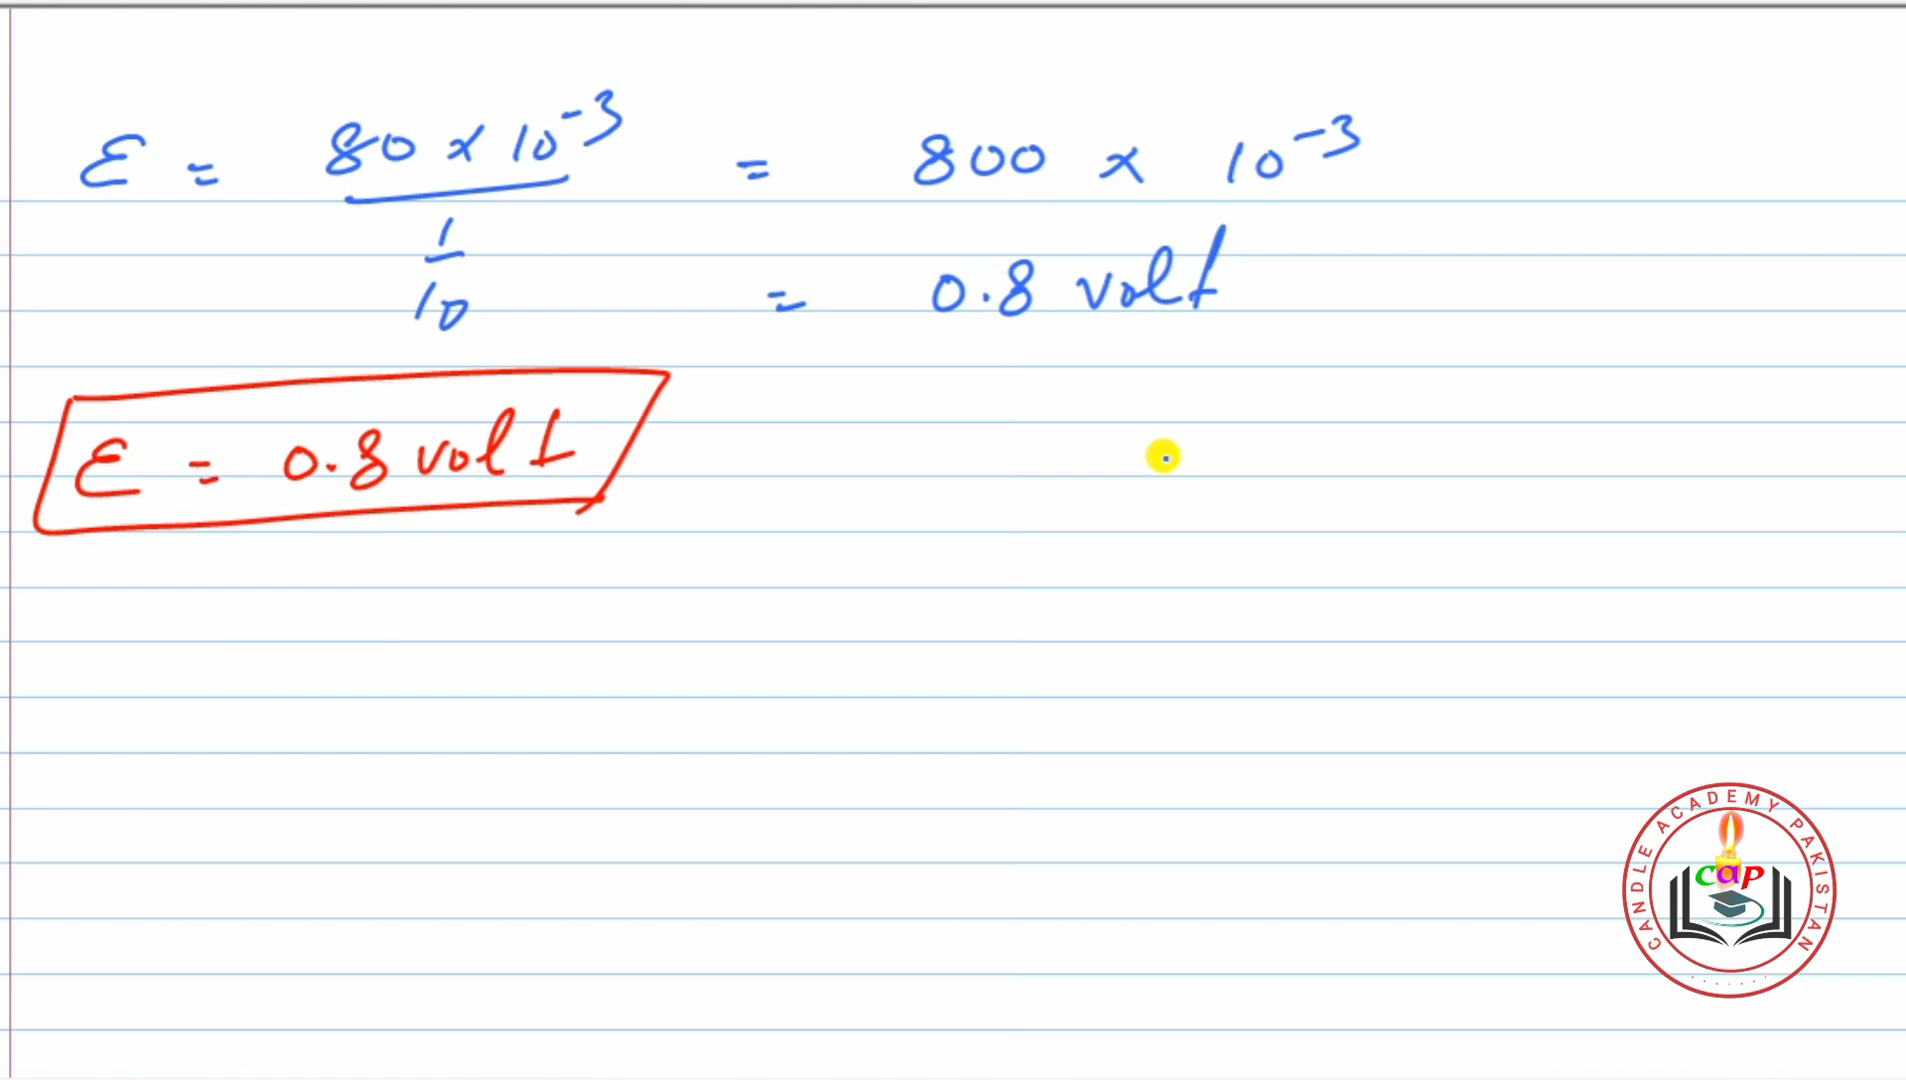 ε = 80 × 10⁻³ / 1/10 = 800 × 10⁻³
= 0.8 volt
ε = 0.8 volt
CANDLE ACADEMY PAKISTAN
cap